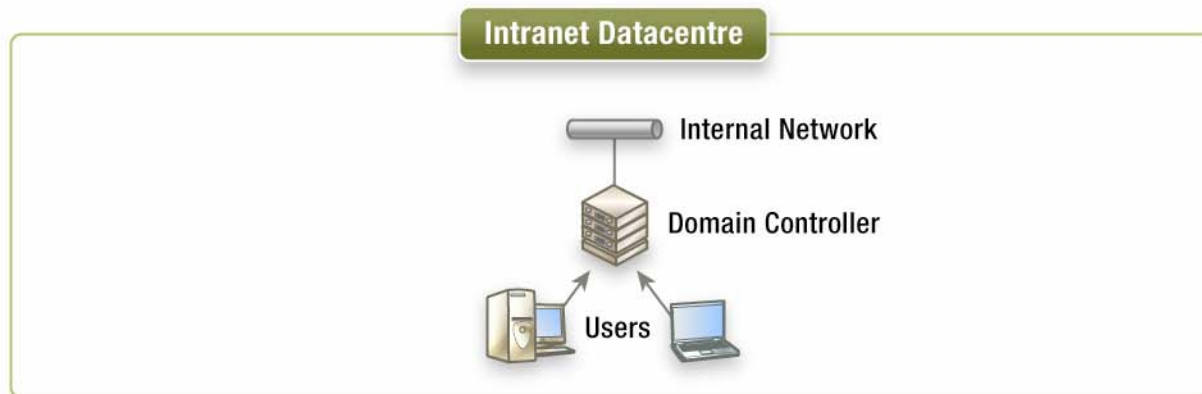 Intranet Datacentre
Internal Network
Domain Controller
Users